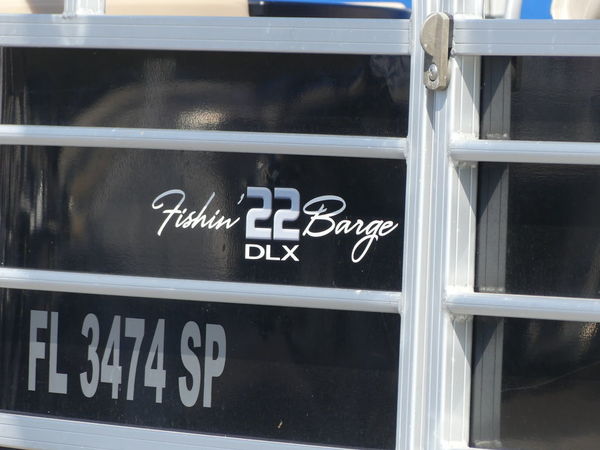 Fishin' 22 Barge
DLX
FL 3474 SP